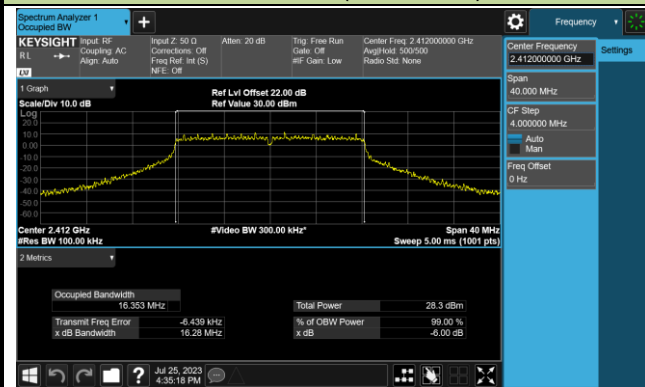 Spectrum Analyzer 1
Occupied BW
Frequency
KEYSIGHT
RL
LXI
Input: RF
Coupling: AC
Align: Auto
Input Z: 50 Ω
Corrections: Off
Freq Ref: Int (S)
NFE: Off
Atten: 20 dB
Trig: Free Run
Gate: Off
#IF Gain: Low
Center Freq: 2.412000000 GHz
Avg|Hold: 500/500
Radio Std: None
Center Frequency
2.412000000 GHz
Settings
Span
40.000 MHz
CF Step
4.000000 MHz
Auto
Man
Freq Offset
0 Hz
1 Graph
Scale/Div 10.0 dB
Ref Lvl Offset 22.00 dB
Ref Value 30.00 dBm
Log
20.0
10.0
0.00
-10.0
-20.0
-30.0
-40.0
-50.0
-60.0
Center 2.412 GHz
#Res BW 100.00 kHz
#Video BW 300.00 kHz*
Span 40 MHz
Sweep 5.00 ms (1001 pts)
2 Metrics
Occupied Bandwidth
16.353 MHz
Total Power 28.3 dBm
Transmit Freq Error -6.439 kHz
% of OBW Power 99.00 %
x dB Bandwidth 16.28 MHz
x dB -6.00 dB
?
Jul 25, 2023
4:35:18 PM